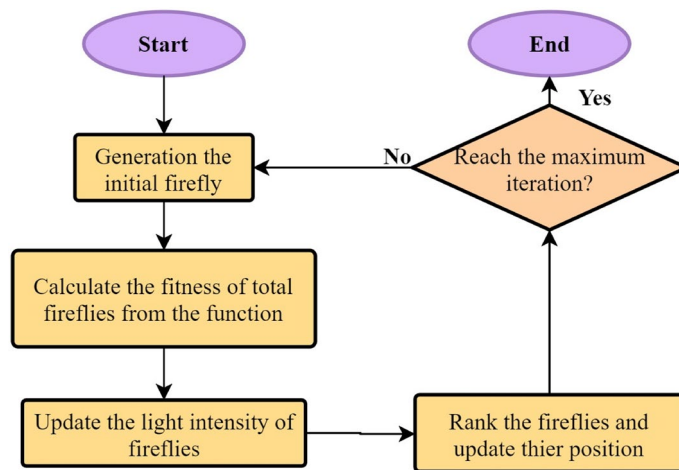 Start
End
Yes
No
Generation the
initial firefly
Reach the maximum
iteration?
Calculate the fitness of total
fireflies from the function
Update the light intensity of
fireflies
Rank the fireflies and
update thier position